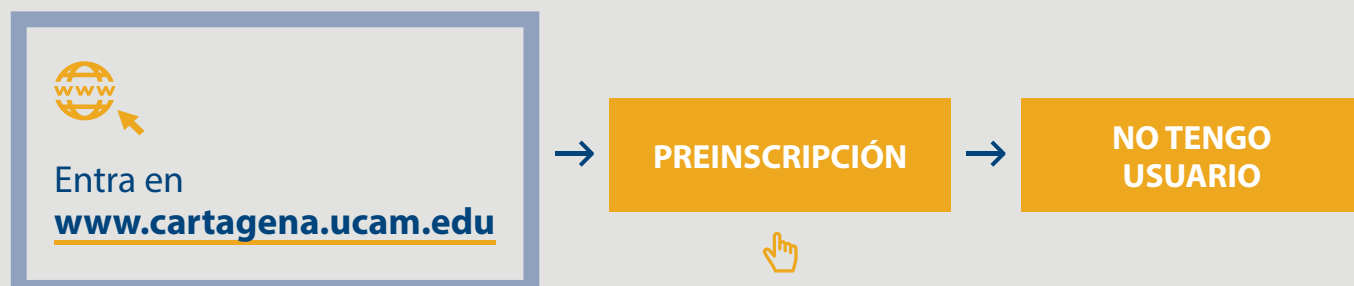 www
Entra en
www.cartagena.ucam.edu
PREINSCRIPCIÓN
NO TENGO
USUARIO